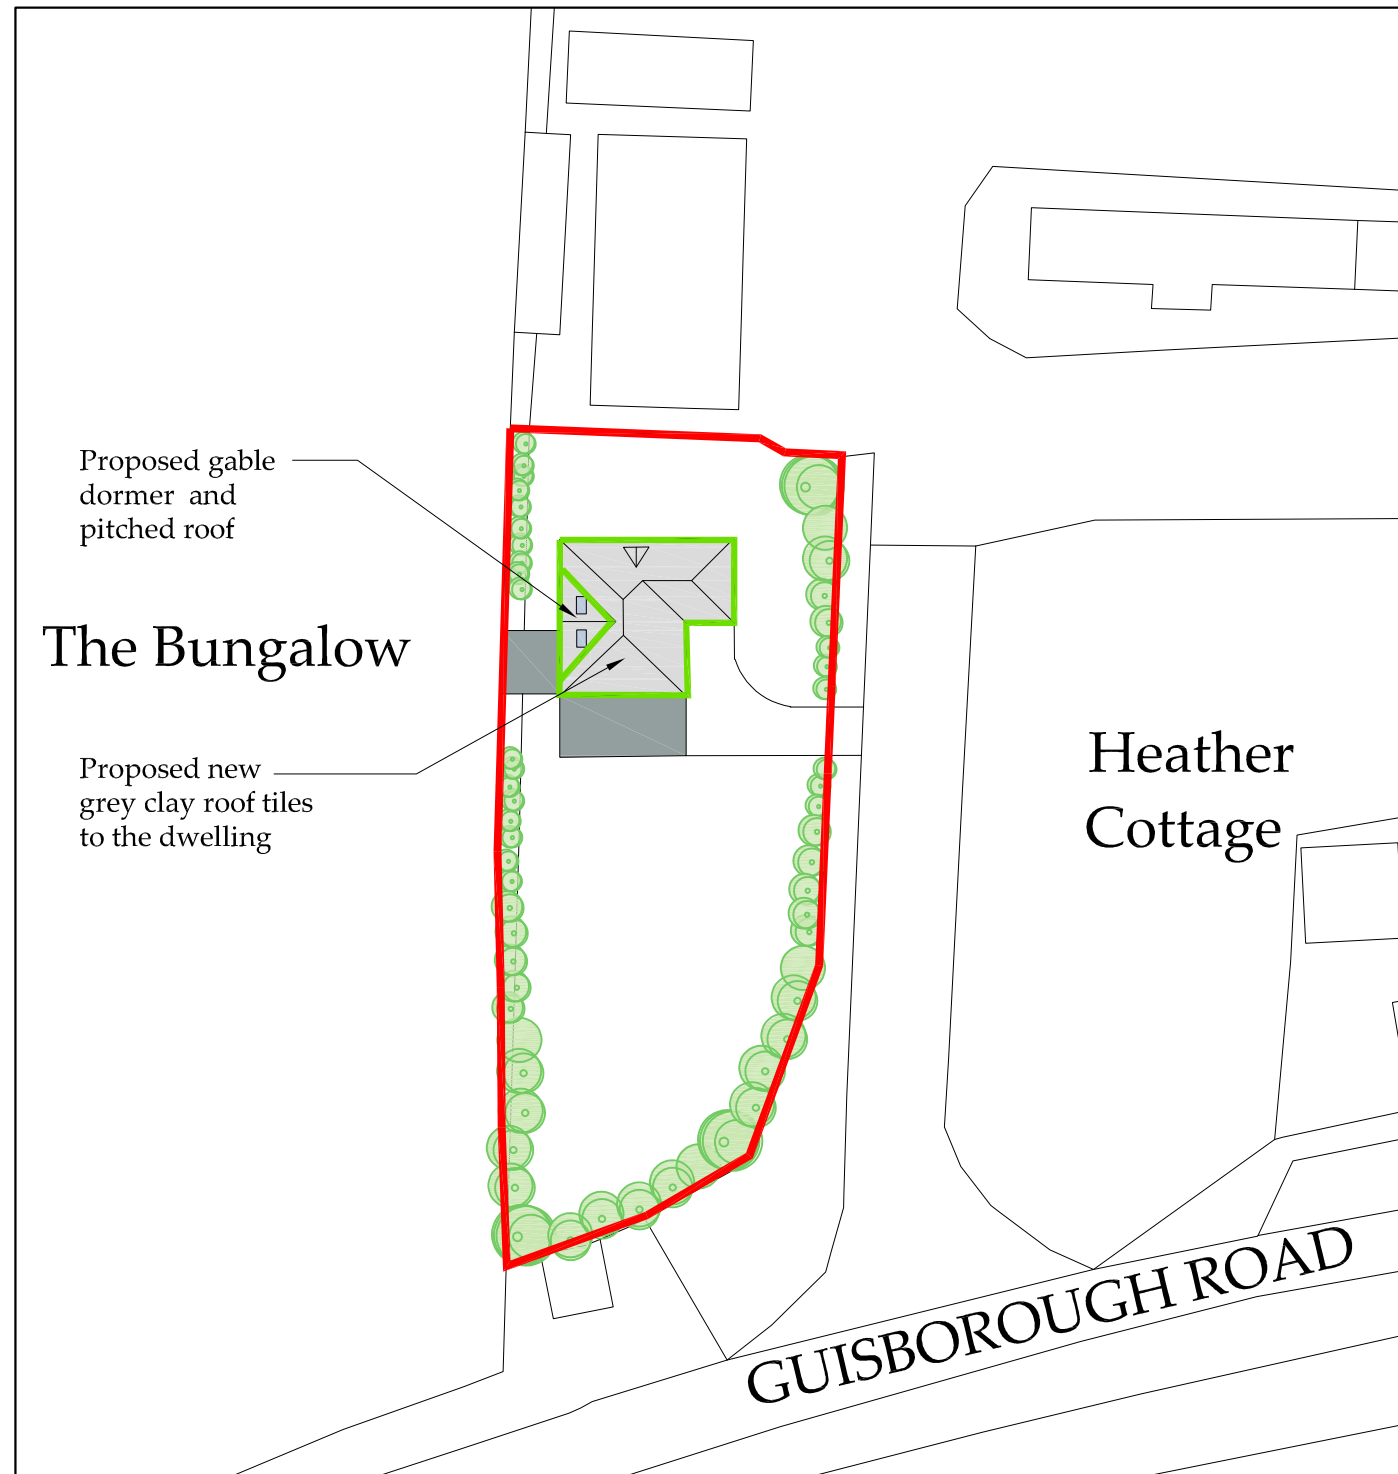 Proposed gable
dormer and
pitched roof
The Bungalow
Proposed new
grey clay roof tiles
to the dwelling
Heather
Cottage
GUISBOROUGH ROAD